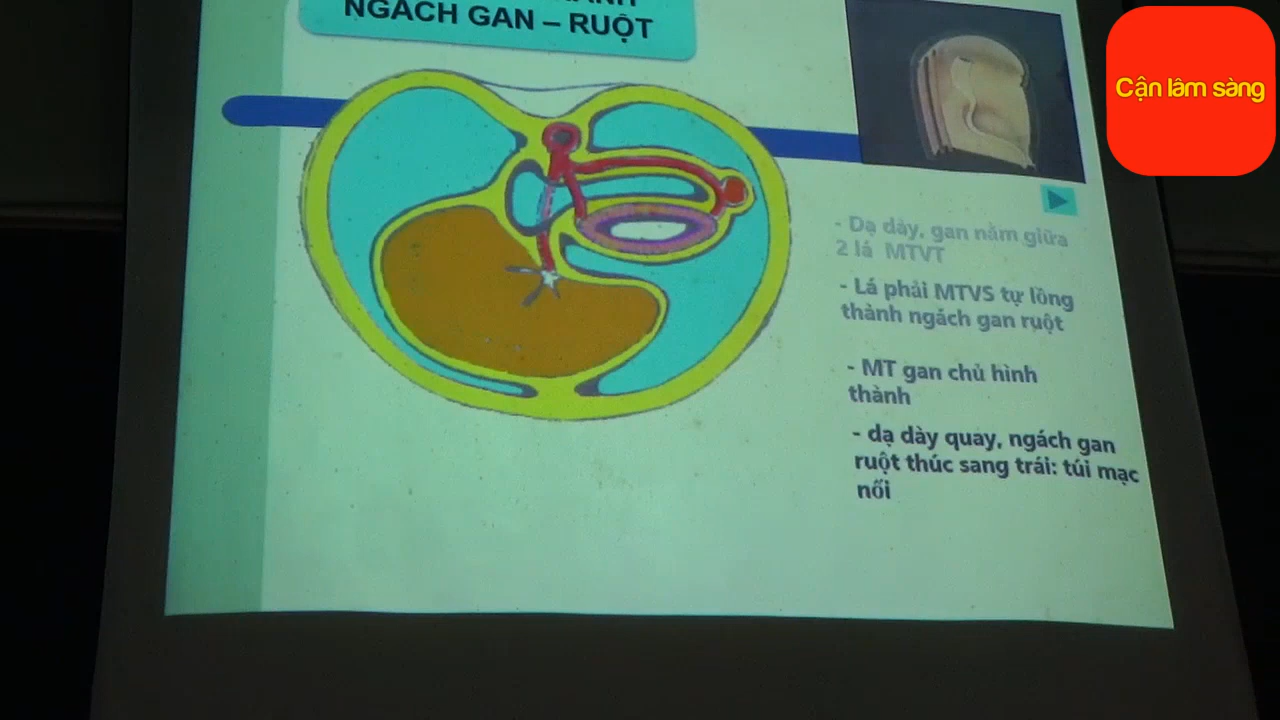 NGÁCH GAN – RUỘT
Cận lâm sàng
- Dạ dày, gan nằm giữa
2 lá MTVT
- Lá phải MTVS tự lồng
thành ngách gan ruột
- MT gan chủ hình
thành
- dạ dày quay, ngách gan
ruột thúc sang trái: túi mạc
nối